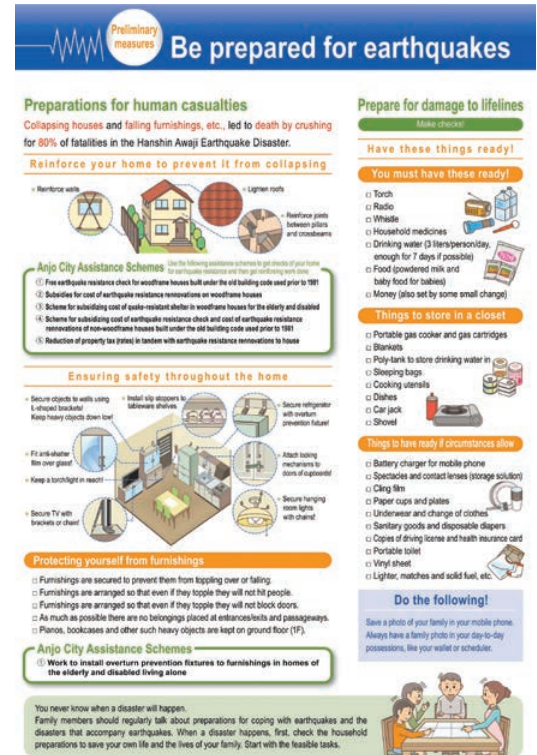 Preliminary
measures
Be prepared for earthquakes
Preparations for human casualties
Collapsing houses and falling furnishings, etc., led to death by crushing
for 80% of fatalities in the Hanshin Awaji Earthquake Disaster.
Reinforce your home to prevent it from collapsing
Reinforce walls
Lighten roofs
Reinforce joints
between pillars
and crossbeams
Anjo City Assistance Schemes
Use the following assistance schemes to get checks of your home
for earthquake resistance and then get reinforcing work done
① Free earthquake resistance check for woodframe houses built under the old building code used prior to 1981
② Subsidies for cost of earthquake resistance rennovations on woodframe houses
③ Scheme for subsidizing cost of quake-resistant shelter in woodframe houses for the elderly and disabled
④ Scheme for subsidizing cost of earthquake resistance check and cost of earthquake resistance
rennovations of non-woodframe houses built under the old building code used prior to 1981
⑤ Reduction of property tax (rates) in tandem with earthquake resistance rennovations to house
Ensuring safety throughout the home
Secure objects to walls using
L-shaped brackets!
Keep heavy objects down low!
Install slip stoppers to
tableware shelves!
Secure refrigerator
with overturn
prevention fixture!
Fit anti-shatter
film over glass!
Keep a torch/light in reach!
Attach locking
mechanisms to
doors of cupboards!
Secure TV with
brackets or chain!
Secure hanging
room lights
with chains!
Protecting yourself from furnishings
□ Furnishings are secured to prevent them from toppling over or falling.
□ Furnishings are arranged so that even if they topple they will not hit people.
□ Furnishings are arranged so that even if they topple they will not block doors.
□ As much as possible there are no belongings placed at entrances/exits and passageways.
□ Pianos, bookcases and other such heavy objects are kept on ground floor (1F).
Anjo City Assistance Schemes
① Work to install overturn prevention fixtures to furnishings in homes of
the elderly and disabled living alone
Prepare for damage to lifelines
Make checks!
Have these things ready!
You must have these ready!
□ Torch
□ Radio
□ Whistle
□ Household medicines
□ Drinking water (3 liters/person/day,
enough for 7 days if possible)
□ Food (powdered milk and
baby food for babies)
□ Money (also set by some small change)
Things to store in a closet
□ Portable gas cooker and gas cartridges
□ Blankets
□ Poly-tank to store drinking water in
□ Sleeping bags
□ Cooking utensils
□ Dishes
□ Car jack
□ Shovel
Things to have ready if circumstances allow
□ Battery charger for mobile phone
□ Spectacles and contact lenses (storage solution)
□ Cling film
□ Paper cups and plates
□ Underwear and change of clothes
□ Sanitary goods and disposable diapers
□ Copies of driving license and health insurance card
□ Portable toilet
□ Vinyl sheet
□ Lighter, matches and solid fuel, etc.
Do the following!
Save a photo of your family in your mobile phone.
Always have a family photo in your day-to-day
possessions, like your wallet or scheduler.
You never know when a disaster will happen.
Family members should regularly talk about preparations for coping with earthquakes and the
disasters that accompany earthquakes. When a disaster happens, first, check the household
preparations to save your own life and the lives of your family. Start with the feasible tasks.